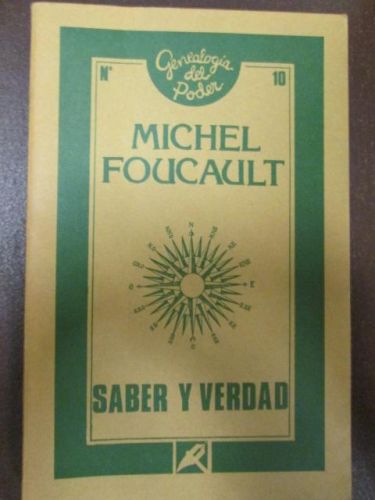 Genealogía
del
Poder
Nº 10
MICHEL
FOUCAULT
N
O E
S
SABER Y VERDAD